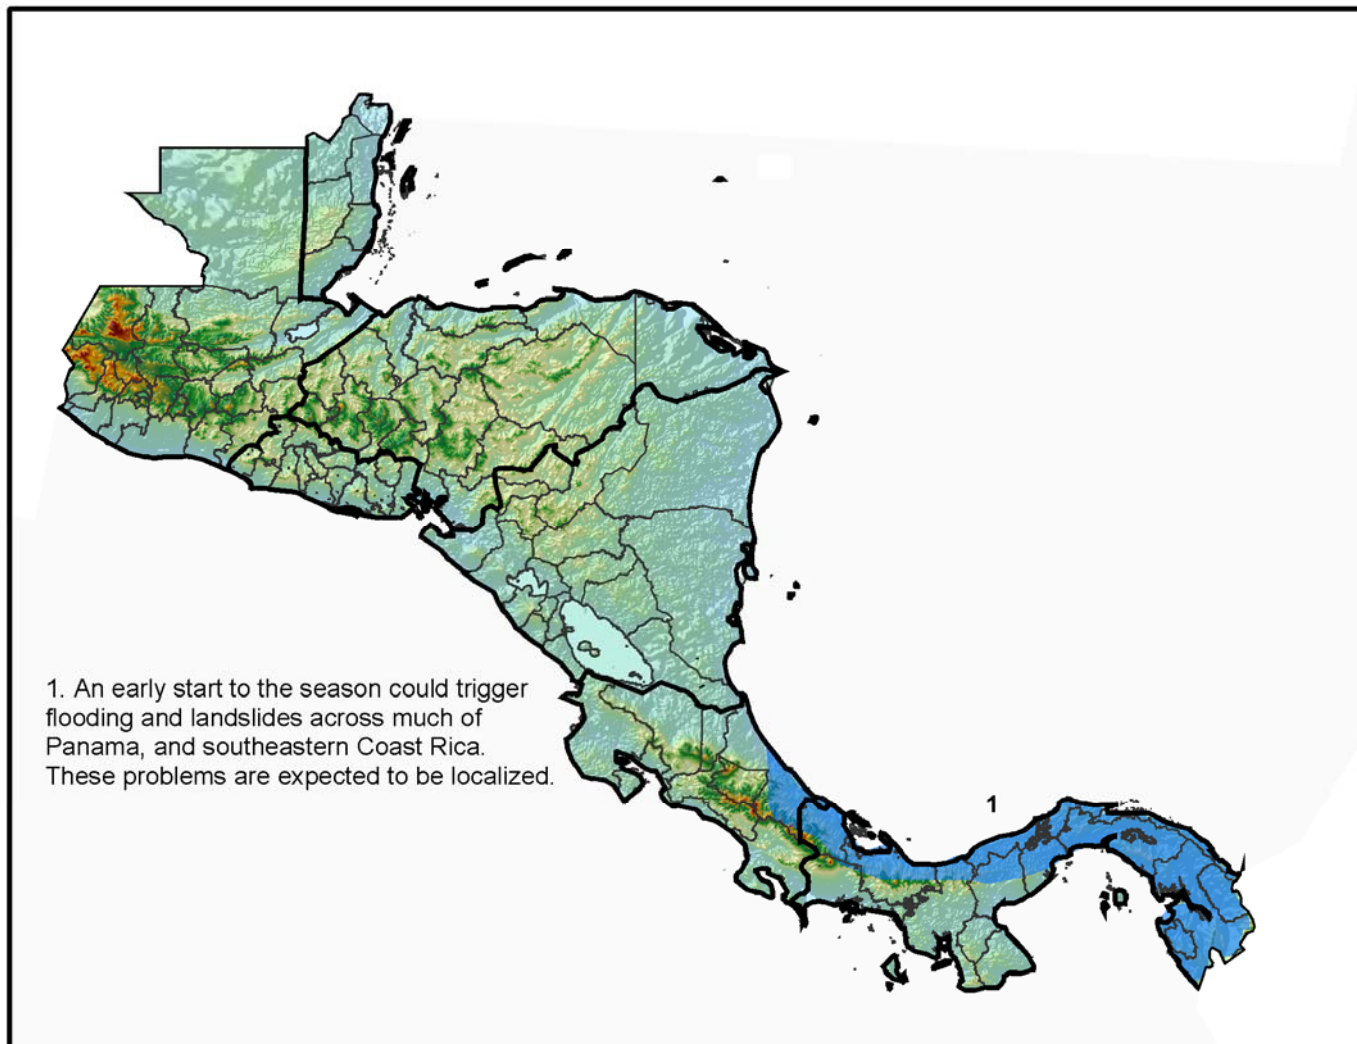 1. An early start to the season could trigger
flooding and landslides across much of
Panama, and southeastern Coast Rica.
These problems are expected to be localized.
1